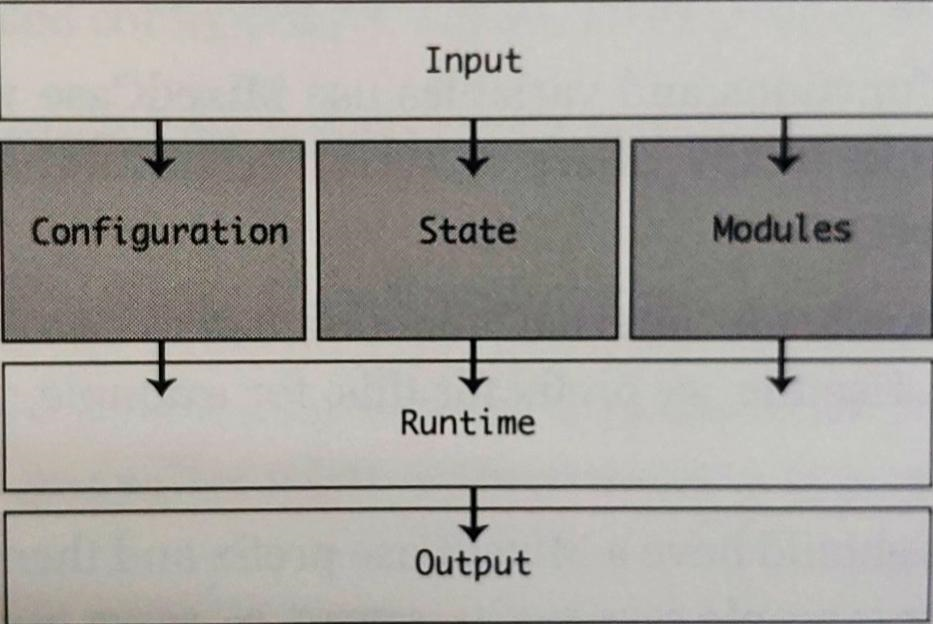 Input
Configuration State Modules
Runtime
Output